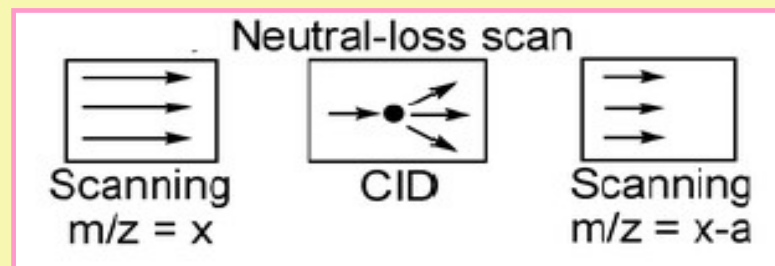 Neutral-loss scan
Scanning
m/z = x
CID
Scanning
m/z = x-a